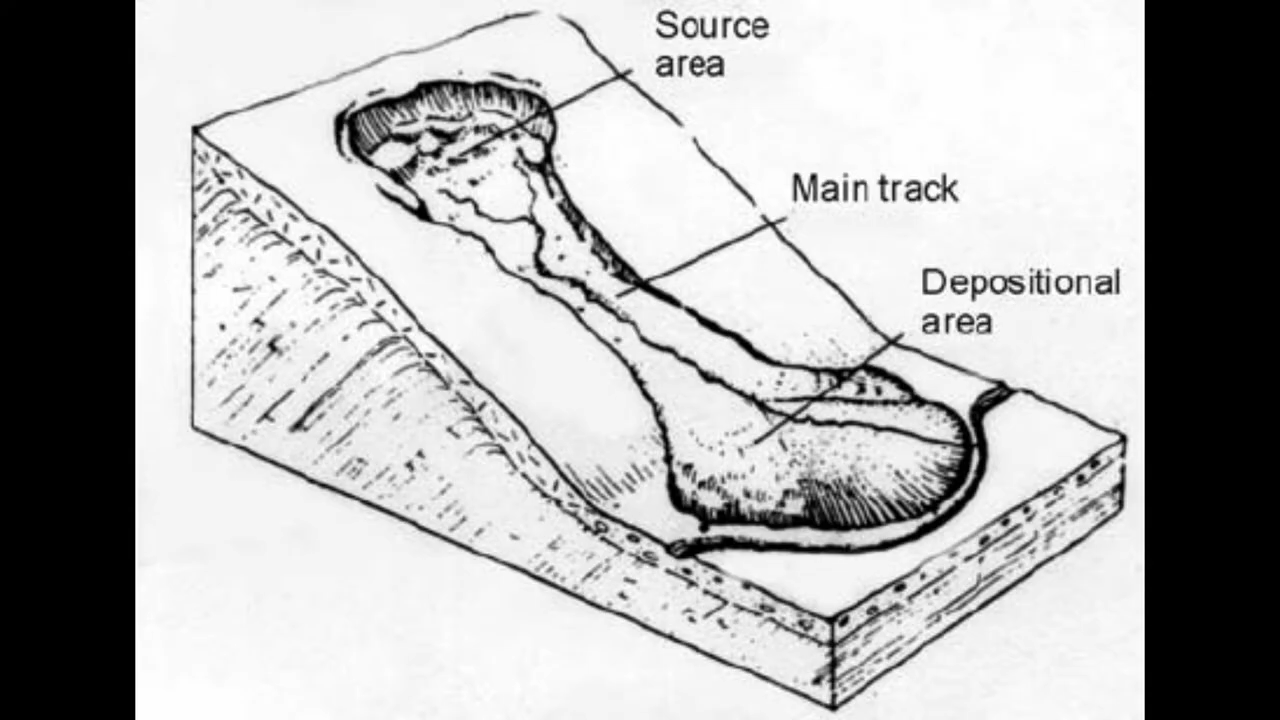 Source
area
Main track
Depositional
area